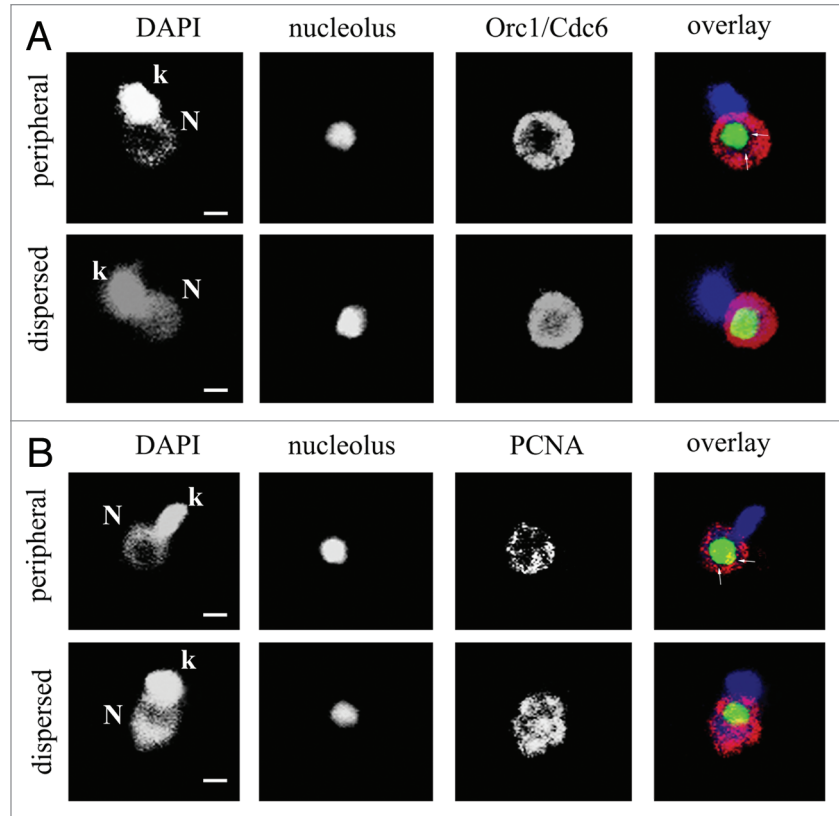 A
DAPI nucleolus Orc1/Cdc6 overlay
peripheral
k
N
dispersed
k
N
B
DAPI nucleolus PCNA overlay
peripheral
N
k
dispersed
k
N